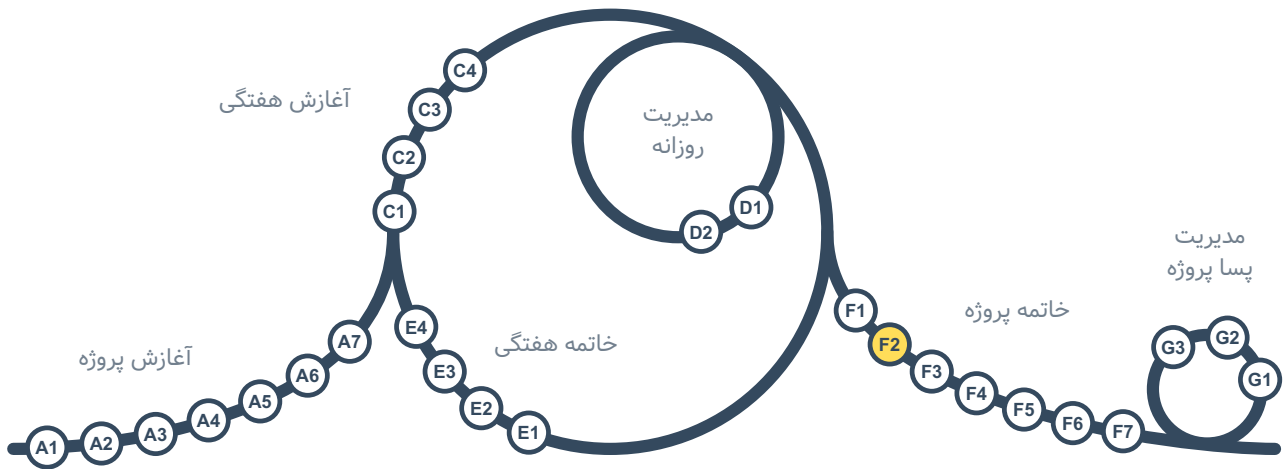 آغازش پروژه
A1
A2
A3
A4
A5
A6
A7
آغازش هفتگی
C1
C2
C3
C4
مدیریت
روزانه
D1
D2
خاتمه هفتگی
E1
E2
E3
E4
خاتمه پروژه
F1
F2
F3
F4
F5
F6
F7
مدیریت
پسا پروژه
G1
G2
G3